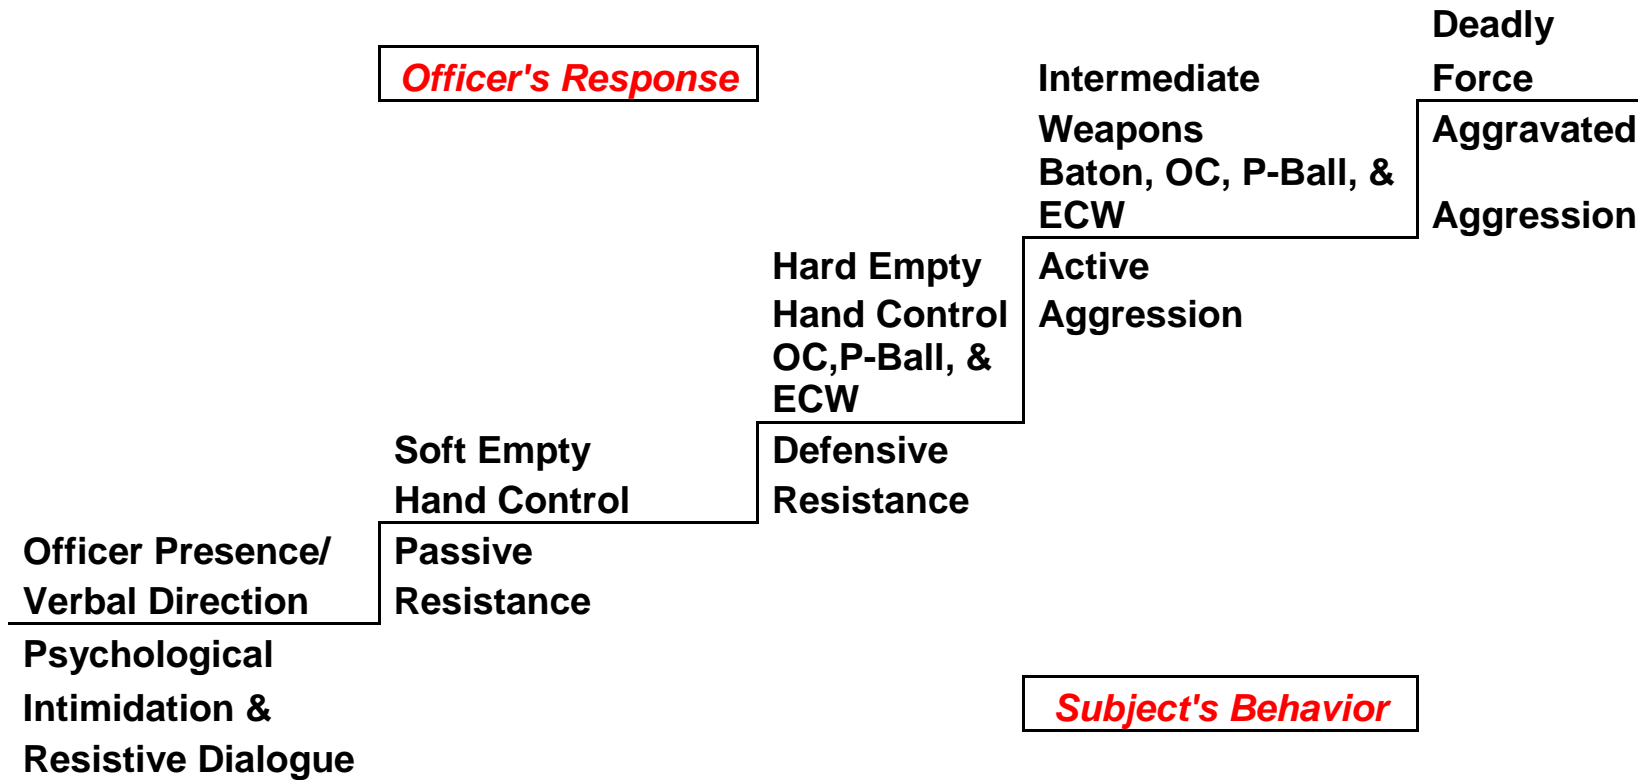 Deadly
Officer's Response
Intermediate
Force
Weapons
Aggravated
Baton, OC, P-Ball, &
ECW
Aggression
Hard Empty
Active
Hand Control
Aggression
OC,P-Ball, &
ECW
Soft Empty
Defensive
Hand Control
Resistance
Officer Presence/
Passive
Verbal Direction
Resistance
Psychological
Intimidation &
Subject's Behavior
Resistive Dialogue